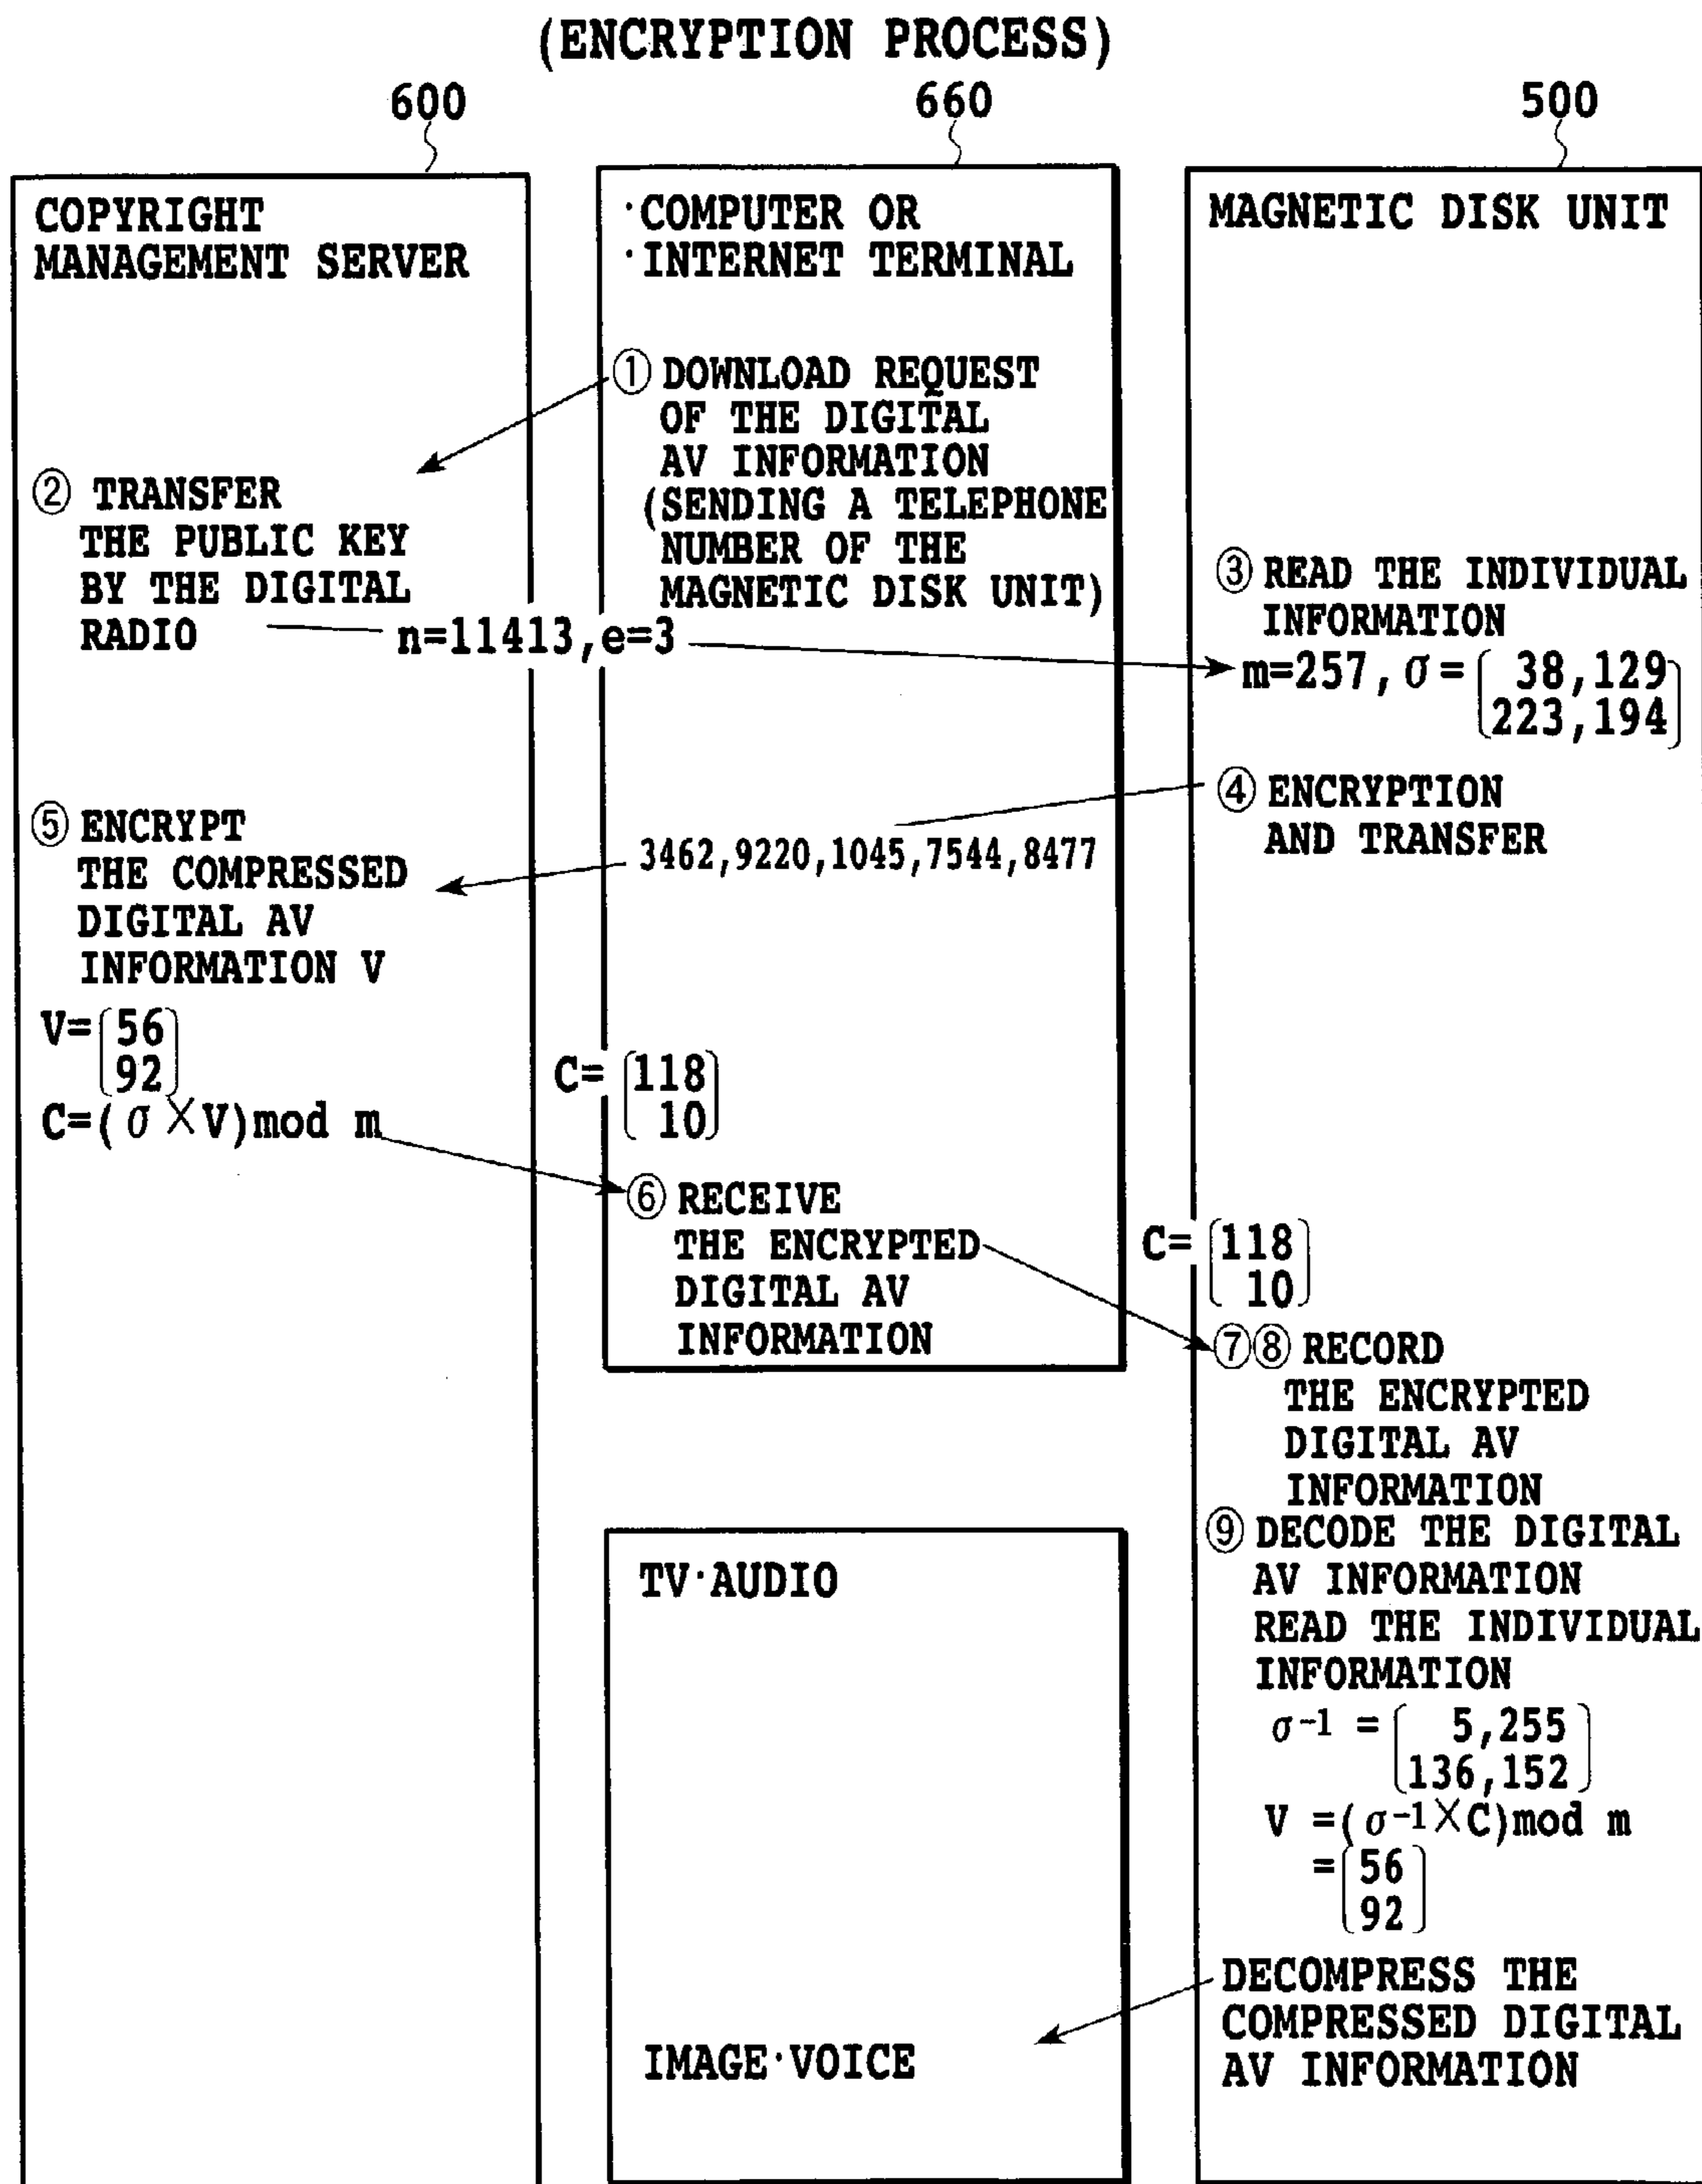 (ENCRYPTION PROCESS)
600
660
500
COPYRIGHT
MANAGEMENT SERVER
② TRANSFER
THE PUBLIC KEY
BY THE DIGITAL
RADIO
n=11413,e=3
⑤ ENCRYPT
THE COMPRESSED
DIGITAL AV
INFORMATION V
V=[56
92]
C=(σ×V)mod m
·COMPUTER OR
·INTERNET TERMINAL
① DOWNLOAD REQUEST
OF THE DIGITAL
AV INFORMATION
(SENDING A TELEPHONE
NUMBER OF THE
MAGNETIC DISK UNIT)
3462,9220,1045,7544,8477
C=[118
10]
⑥ RECEIVE
THE ENCRYPTED
DIGITAL AV
INFORMATION
TV·AUDIO
IMAGE·VOICE
MAGNETIC DISK UNIT
③ READ THE INDIVIDUAL
INFORMATION
m=257,σ=[38,129
223,194]
④ ENCRYPTION
AND TRANSFER
C=[118
10]
⑦⑧ RECORD
THE ENCRYPTED
DIGITAL AV
INFORMATION
⑨ DECODE THE DIGITAL
AV INFORMATION
READ THE INDIVIDUAL
INFORMATION
σ⁻¹ =[5,255
136,152]
V =(σ⁻¹×C)mod m
=[56
92]
DECOMPRESS THE
COMPRESSED DIGITAL
AV INFORMATION